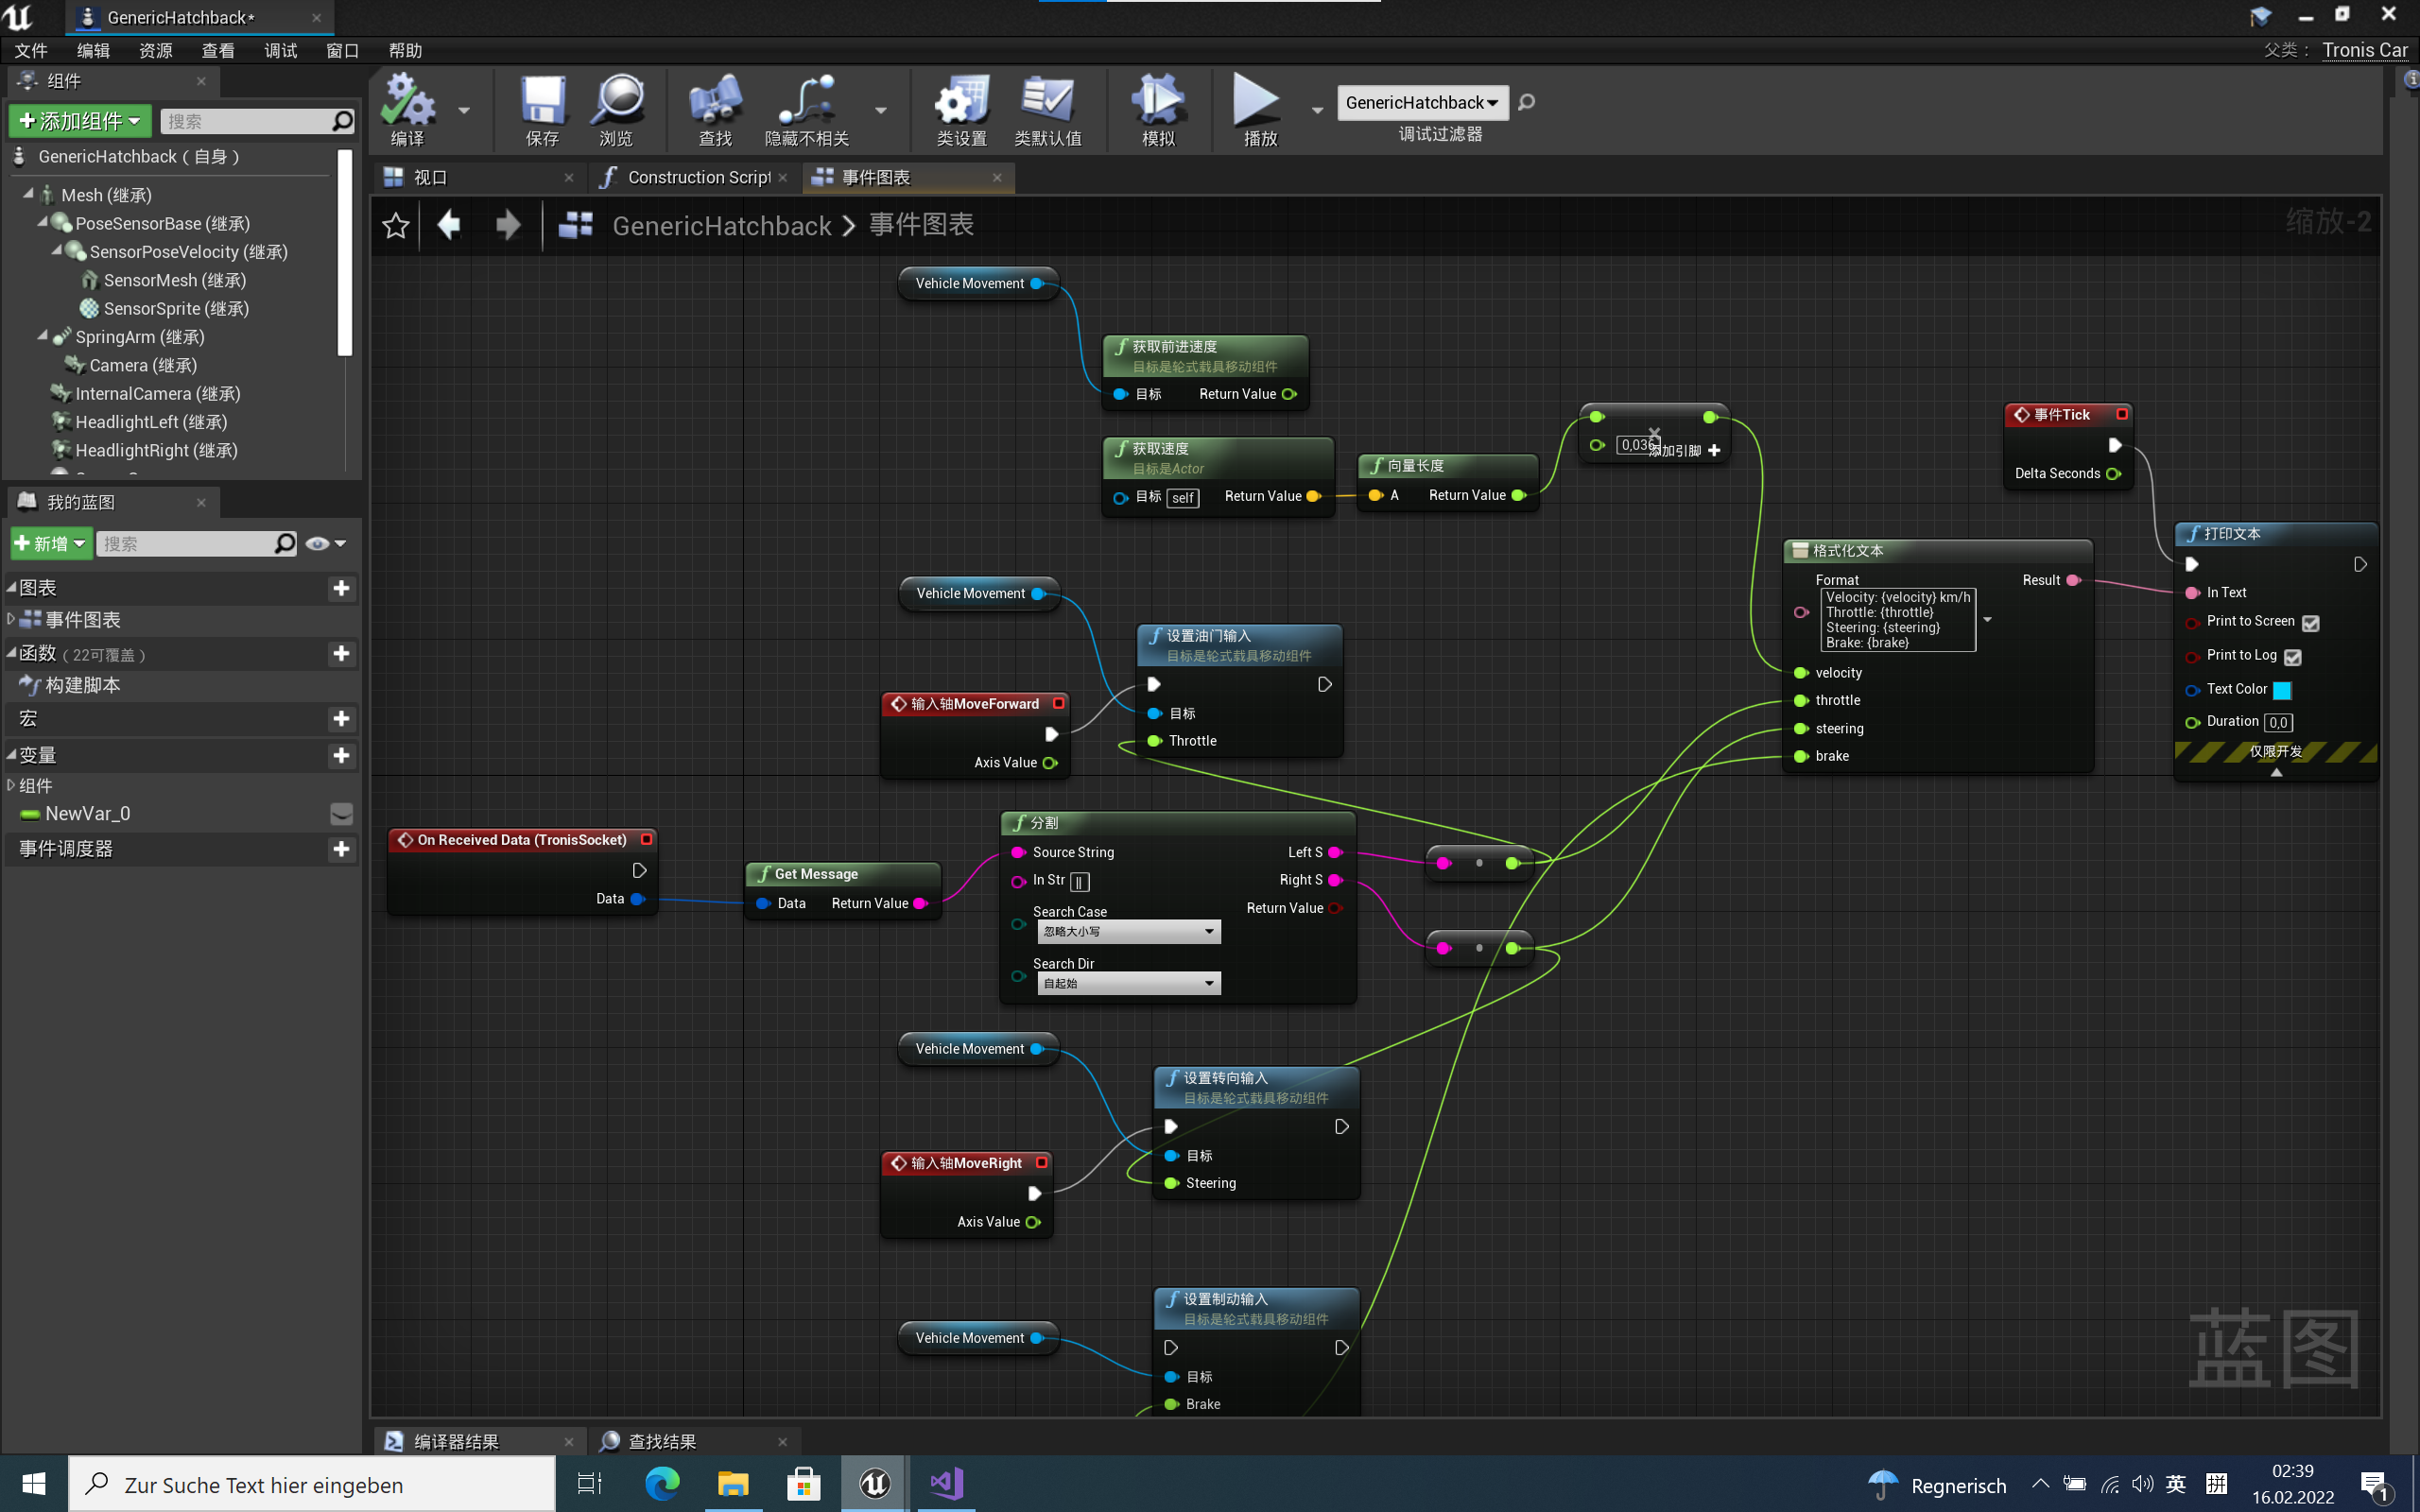 GenericHatchback*
文件 编辑 资源 查看 调试 窗口 帮助
父类： Tronis Car
组件
添加组件 搜索
GenericHatchback ( 自身 )
Mesh (继承)
PoseSensorBase (继承)
SensorPoseVelocity (继承)
SensorMesh (继承)
SensorSprite (继承)
SpringArm (继承)
Camera (继承)
InternalCamera (继承)
HeadlightLeft (继承)
HeadlightRight (继承)
我的蓝图
新增 搜索
图表
事件图表
函数 ( 22可覆盖 )
构建脚本
宏
变量
组件
NewVar_0
事件调度器
编译 保存 浏览 查找 隐藏不相关 类设置 类默认值 模拟 播放
GenericHatchback
调试过滤器
视口 Construction Script 事件图表
GenericHatchback > 事件图表
缩放-2
Vehicle Movement
获取前进速度
目标是轮式载具移动组件
目标 Return Value
获取速度
目标是Actor
目标 self Return Value
向量长度
A Return Value
0,036
添加引脚
事件Tick
Delta Seconds
格式化文本
Format Result
Velocity: {velocity} km/h
Throttle: {throttle}
Steering: {steering}
Brake: {brake}
velocity
throttle
steering
brake
打印文本
In Text
Print to Screen
Print to Log
Text Color
Duration 0,0
仅限开发
Vehicle Movement
设置油门输入
目标是轮式载具移动组件
目标
Throttle
输入轴MoveForward
Axis Value
On Received Data (TronisSocket)
Data
Get Message
Data Return Value
分割
Source String Left S
In Str || Right S
Return Value
Search Case
忽略大小写
Search Dir
自起始
Vehicle Movement
设置转向输入
目标是轮式载具移动组件
目标
Steering
输入轴MoveRight
Axis Value
Vehicle Movement
设置制动输入
目标是轮式载具移动组件
目标
Brake
蓝图
编译器结果 查找结果
Zur Suche Text hier eingeben
Regnerisch
英 拼
02:39
16.02.2022
1